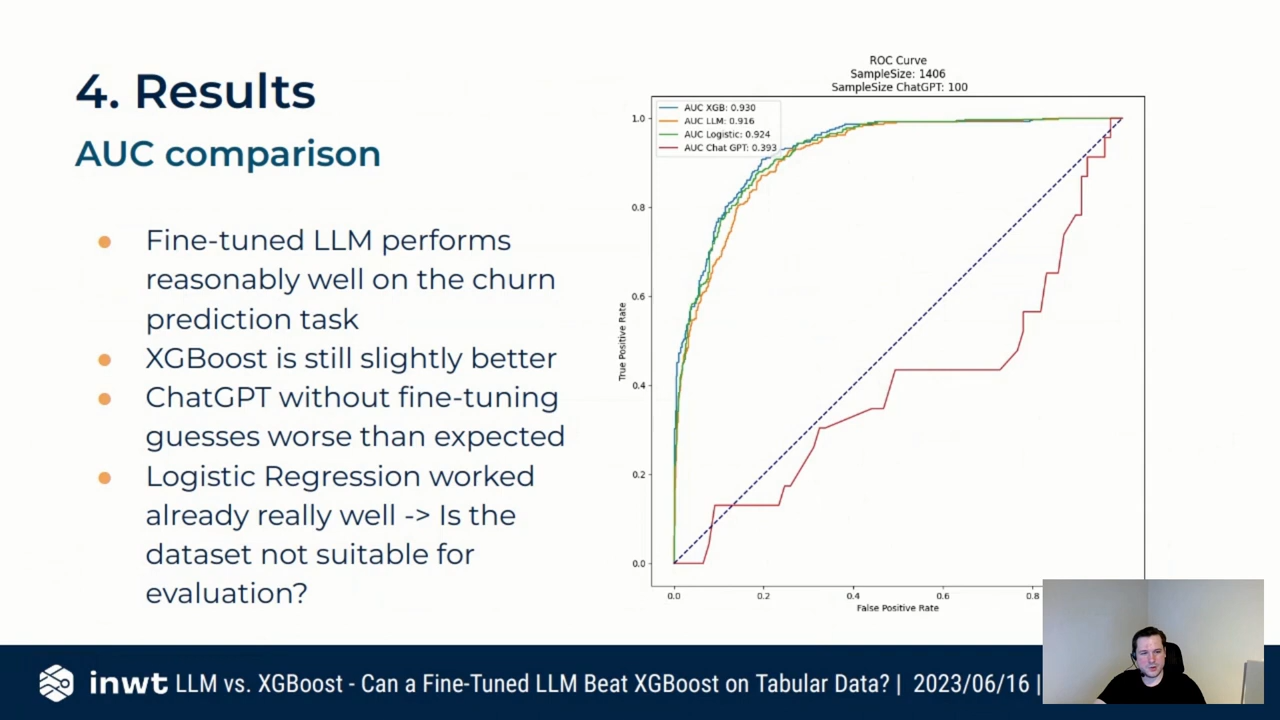 4. Results
AUC comparison
● Fine-tuned LLM performs
reasonably well on the churn
prediction task
● XGBoost is still slightly better
● ChatGPT without fine-tuning
guesses worse than expected
● Logistic Regression worked
already really well -> Is the
dataset not suitable for
evaluation?
ROC Curve
SampleSize: 1406
SampleSize ChatGPT: 100
AUC XGB: 0.930
AUC LLM: 0.916
AUC Logistic: 0.924
AUC Chat GPT: 0.393
1.0
0.8
0.6
0.4
0.2
0.0
True Positive Rate
0.0 0.2 0.4 0.6 0.8
False Positive Rate
inwt LLM vs. XGBoost - Can a Fine-Tuned LLM Beat XGBoost on Tabular Data? | 2023/06/16 |